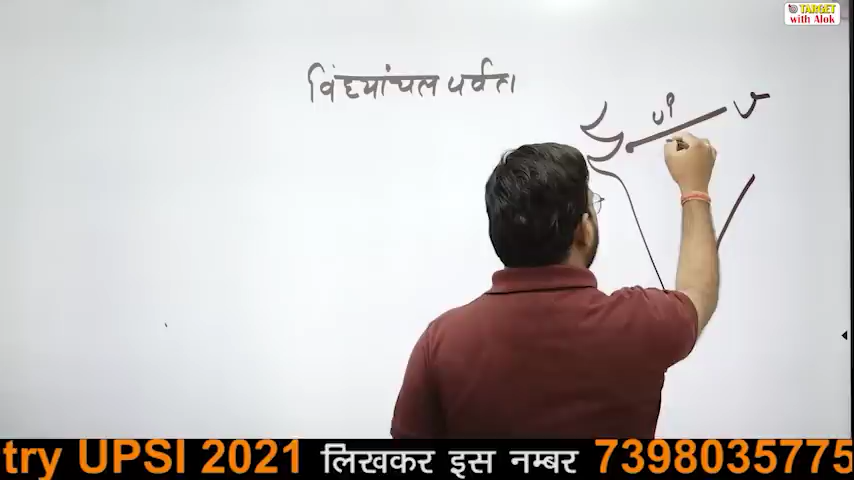 TARGET
with Alok
विंध्यांचल पर्वत।
UP
try UPSI 2021 लिखकर इस नम्बर 7398035775